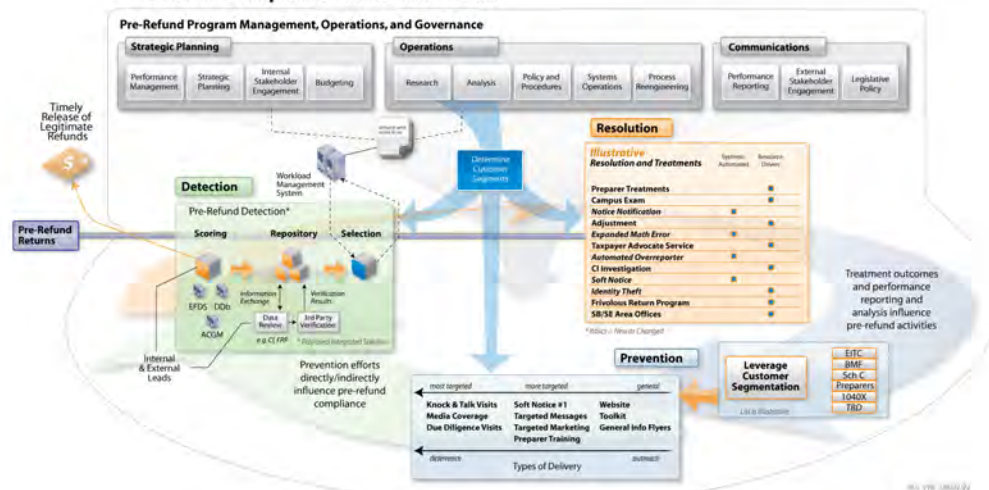 Pre-Refund Program Management, Operations, and Governance
Strategic Planning
Performance
Management
Strategic
Planning
Internal
Stakeholder
Engagement
Budgeting
Operations
Research
Analysis
Policy and
Procedures
Systems
Operations
Process
Reengineering
Communications
Performance
Reporting
External
Stakeholder
Engagement
Legislative
Policy
Timely
Release of
Legitimate
Refunds
$
Workload
Management
System
Determine
Customer
Segments
Detection
Pre-Refund Detection*
Scoring
Repository
Selection
EFDS
DDb
ACGM
Information
Exchange
Verification
Results
Data
Review
3rd Party
Verification
e.g. CI, FRP
* Proposed Integrated Solution
Pre-Refund
Returns
Internal
& External
Leads
Prevention efforts
directly/indirectly
influence pre-refund
compliance
Resolution
Illustrative
Resolution and Treatments
Systemic
Automated
Resource
Driven
Preparer Treatments
Campus Exam
Notice Notification
Adjustment
Expanded Math Error
Taxpayer Advocate Service
Automated Overreporter
CI Investigation
Soft Notice
Identity Theft
Frivolous Return Program
SB/SE Area Offices
* Italics = New or Changed
Treatment outcomes
and performance
reporting and
analysis influence
pre-refund activities
Prevention
Leverage
Customer
Segmentation
EITC
BMF
Sch C
Preparers
1040X
TBD
most targeted
more targeted
general
Knock & Talk Visits
Media Coverage
Due Diligence Visits
Soft Notice #1
Targeted Messages
Targeted Marketing
Preparer Training
Website
Toolkit
General Info Flyers
deterrence
outreach
Types of Delivery